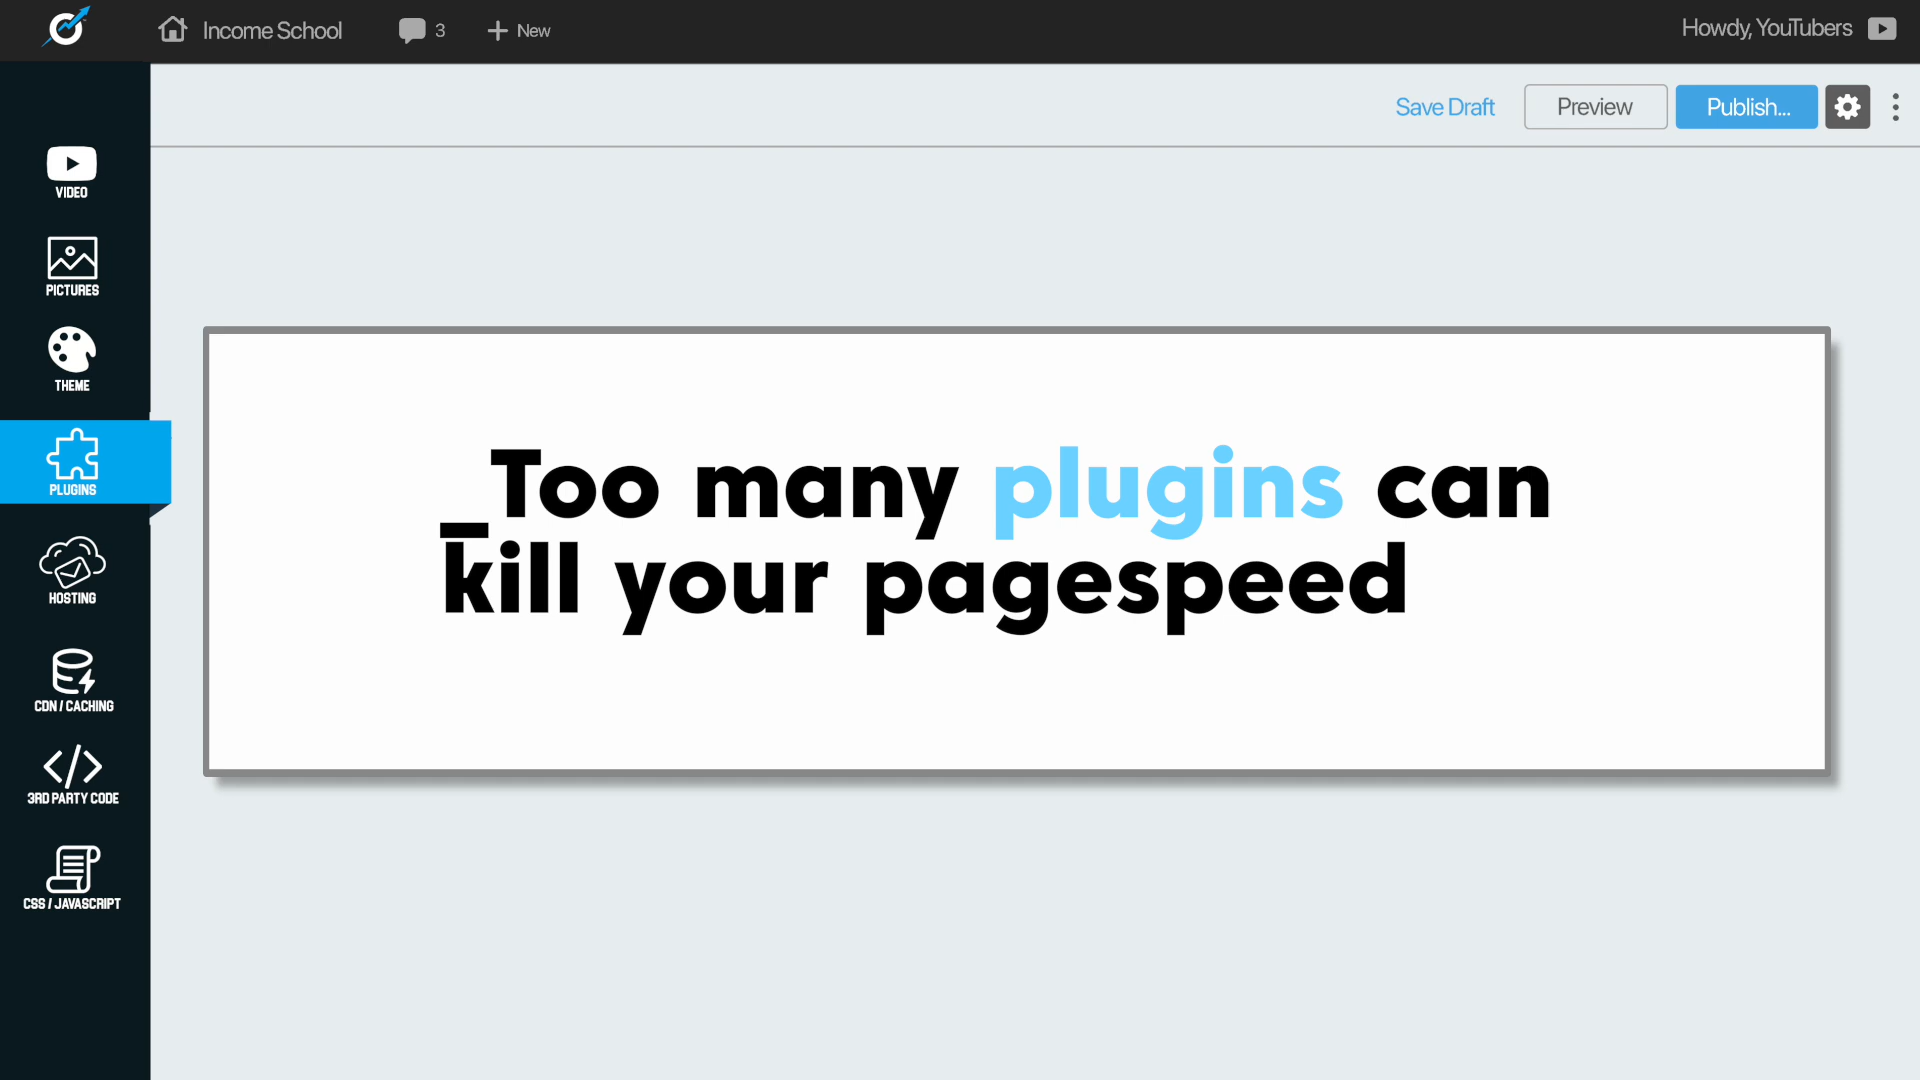 Income School
3
New
Howdy, YouTubers
Save Draft
Preview
Publish...
VIDEO
PICTURES
THEME
PLUGINS
HOSTING
CDN / CACHING
3RD PARTY CODE
CSS / JAVASCRIPT
_Too many plugins can
kill your pagespeed